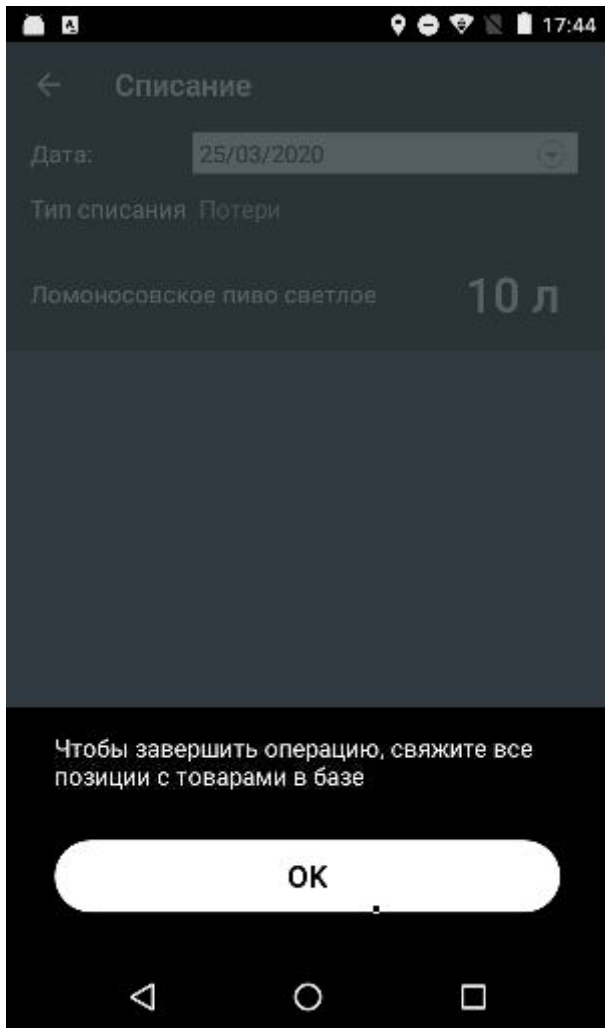 17:44
Списание
Дата: 25/03/2020
Тип списания Потери
Ломоносовское пиво светлое 10 л
Чтобы завершить операцию, свяжите все
позиции с товарами в базе
ОК